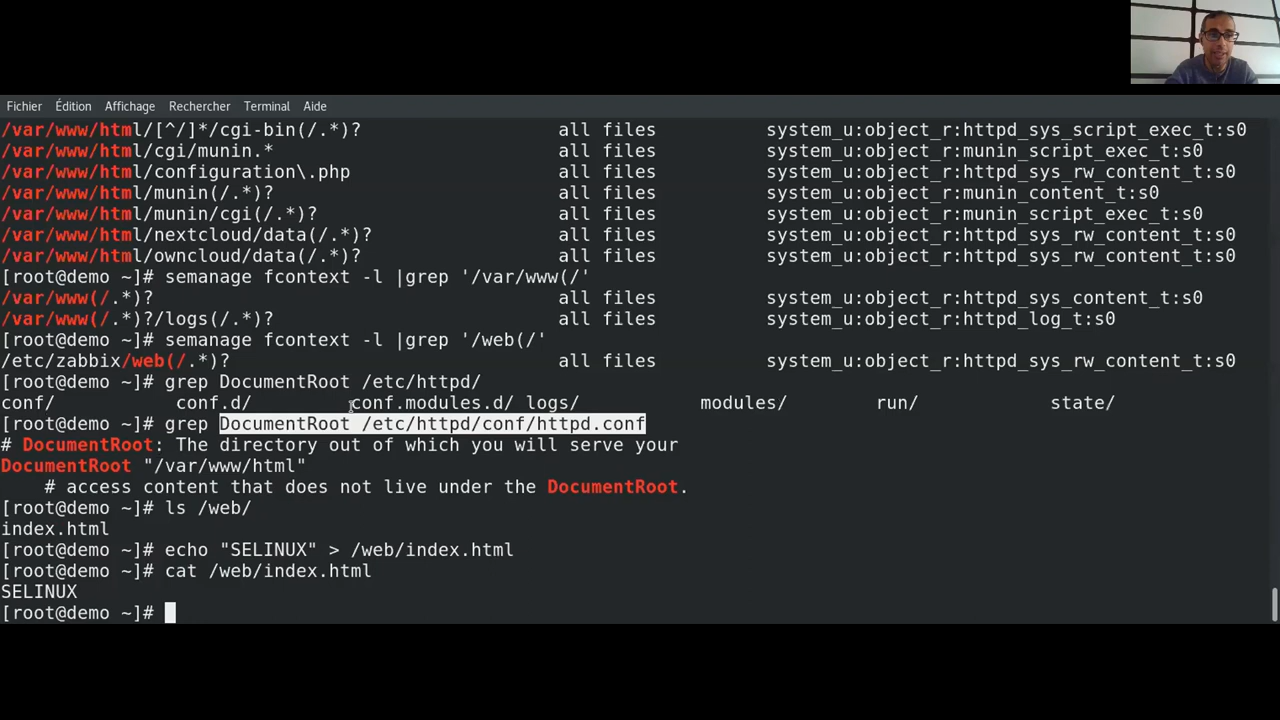 Fichier Édition Affichage Rechercher Terminal Aide
/var/www/html/[^/]*/cgi-bin(/.*)? all files system_u:object_r:httpd_sys_script_exec_t:s0
/var/www/html/cgi/munin.* all files system_u:object_r:munin_script_exec_t:s0
/var/www/html/configuration\.php all files system_u:object_r:httpd_sys_rw_content_t:s0
/var/www/html/munin(/.*)? all files system_u:object_r:munin_content_t:s0
/var/www/html/munin/cgi(/.*)? all files system_u:object_r:munin_script_exec_t:s0
/var/www/html/nextcloud/data(/.*)? all files system_u:object_r:httpd_sys_rw_content_t:s0
/var/www/html/owncloud/data(/.*)? all files system_u:object_r:httpd_sys_rw_content_t:s0
[root@demo ~]# semanage fcontext -l |grep '/var/www(/'
/var/www(/.*)? all files system_u:object_r:httpd_sys_content_t:s0
/var/www(/.*)?/logs(/.*)? all files system_u:object_r:httpd_log_t:s0
[root@demo ~]# semanage fcontext -l |grep '/web(/'
/etc/zabbix/web(/.*)? all files system_u:object_r:httpd_sys_rw_content_t:s0
[root@demo ~]# grep DocumentRoot /etc/httpd/
conf/ conf.d/ conf.modules.d/ logs/ modules/ run/ state/
[root@demo ~]# grep DocumentRoot /etc/httpd/conf/httpd.conf
# DocumentRoot: The directory out of which you will serve your
DocumentRoot "/var/www/html"
# access content that does not live under the DocumentRoot.
[root@demo ~]# ls /web/
index.html
[root@demo ~]# echo "SELINUX" > /web/index.html
[root@demo ~]# cat /web/index.html
SELINUX
[root@demo ~]#